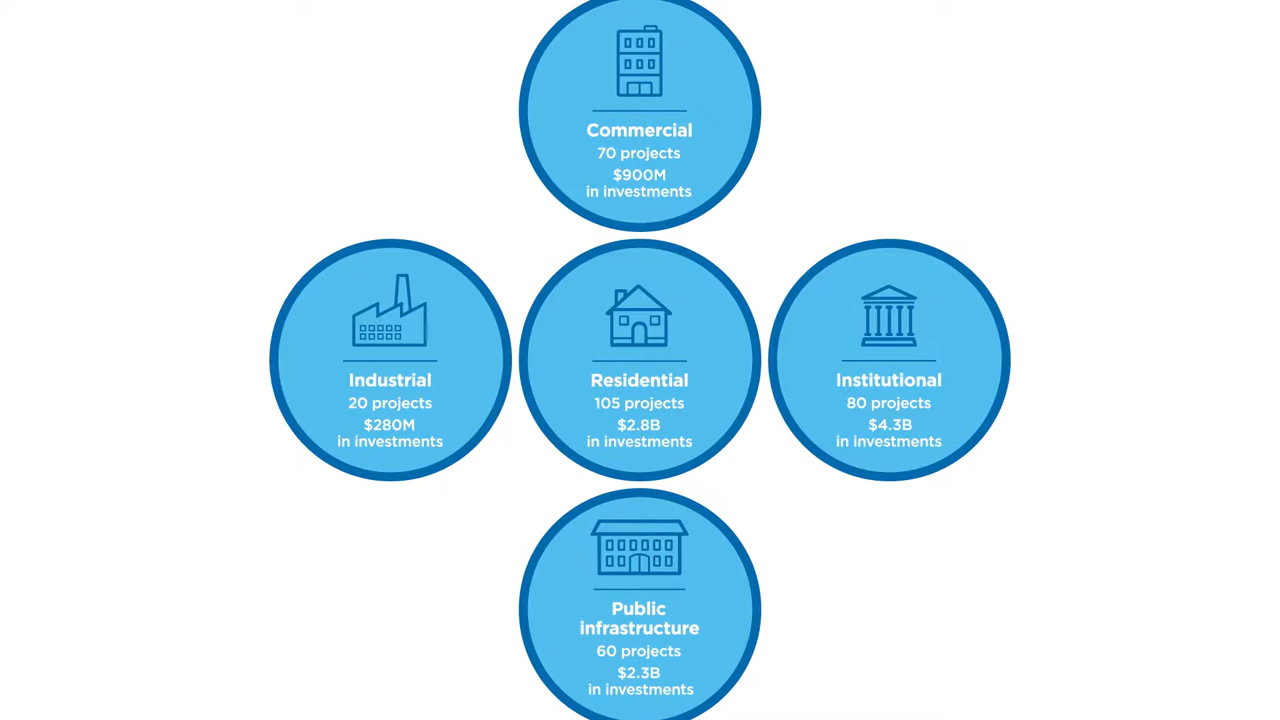 Commercial
70 projects
$900M
in investments
Industrial
20 projects
$280M
in investments
Residential
105 projects
$2.8B
in investments
Institutional
80 projects
$4.3B
in investments
Public
infrastructure
60 projects
$2.3B
in investments